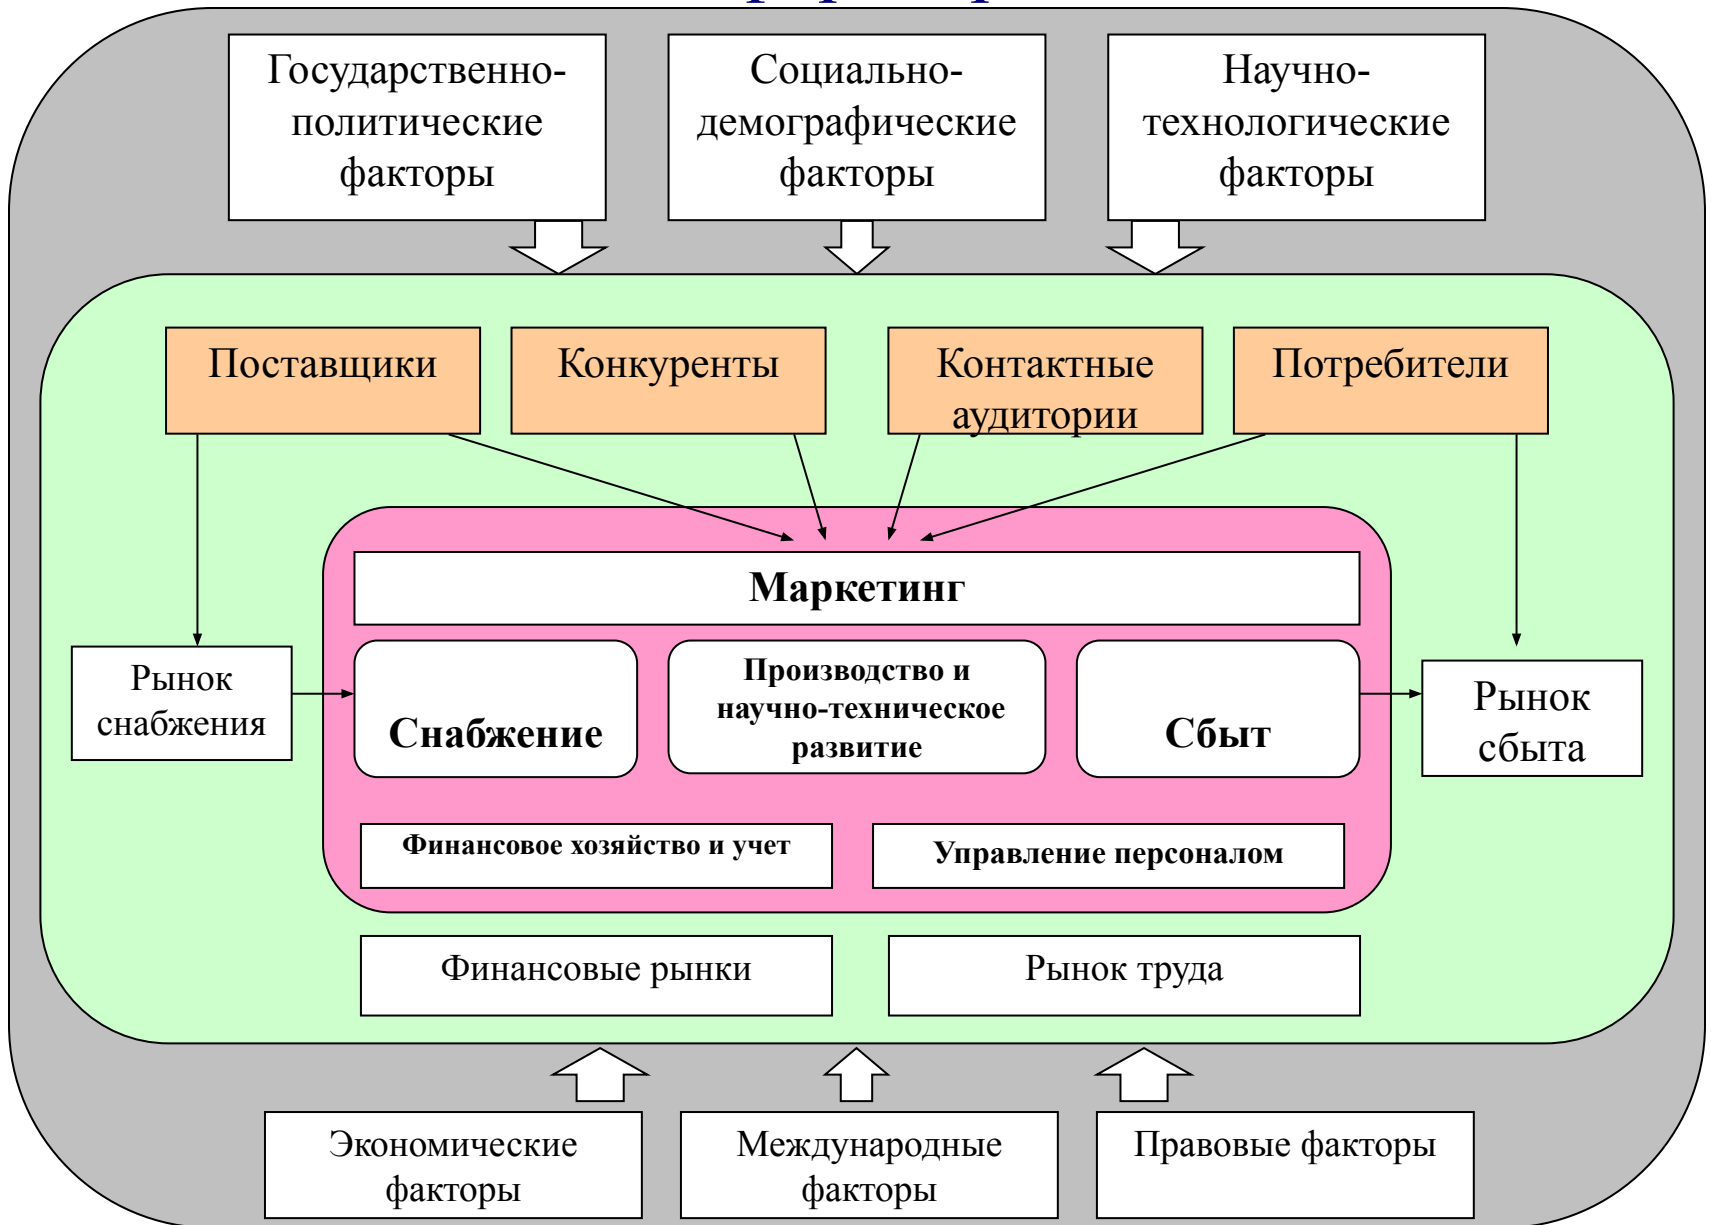 Государственно-
политические
факторы
Социально-
демографические
факторы
Научно-
технологические
факторы
Поставщики
Конкуренты
Контактные
аудитории
Потребители
Маркетинг
Рынок
снабжения
Снабжение
Производство и
научно-техническое
развитие
Сбыт
Рынок
сбыта
Финансовое хозяйство и учет
Управление персоналом
Финансовые рынки
Рынок труда
Экономические
факторы
Международные
факторы
Правовые факторы